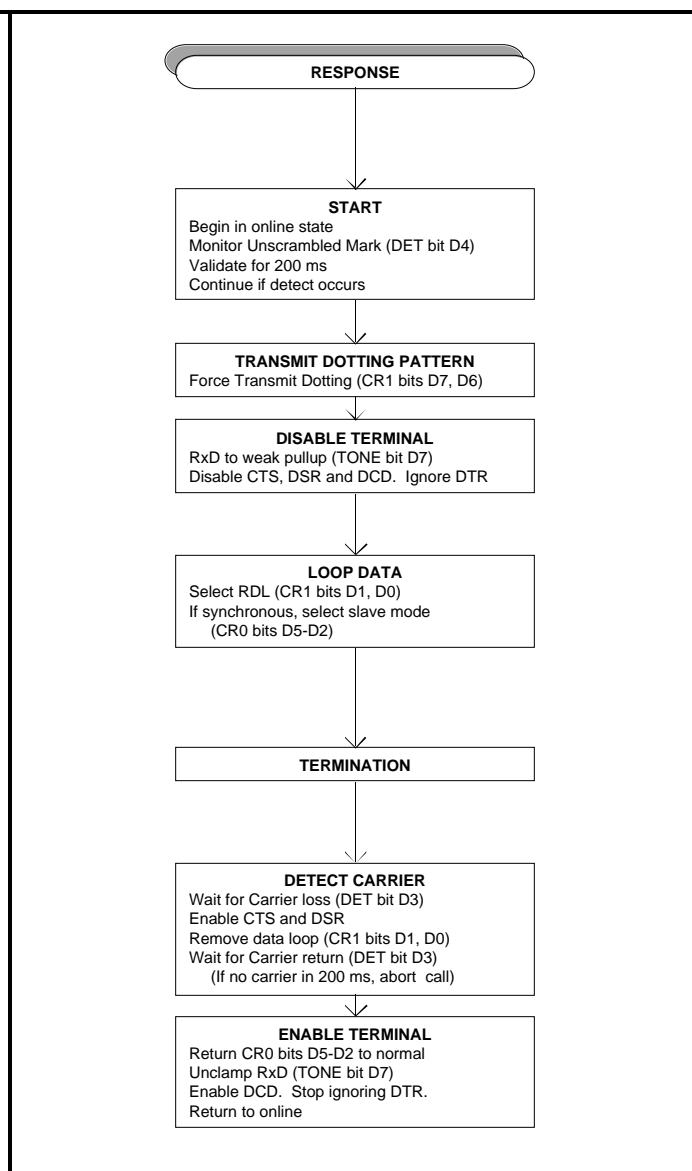 RESPONSE
START
Begin in online state
Monitor Unscrambled Mark (DET bit D4)
Validate for 200 ms
Continue if detect occurs
TRANSMIT DOTTING PATTERN
Force Transmit Dotting (CR1 bits D7, D6)
DISABLE TERMINAL
RxD to weak pullup (TONE bit D7)
Disable CTS, DSR and DCD. Ignore DTR
LOOP DATA
Select RDL (CR1 bits D1, D0)
If synchronous, select slave mode
(CR0 bits D5-D2)
TERMINATION
DETECT CARRIER
Wait for Carrier loss (DET bit D3)
Enable CTS and DSR
Remove data loop (CR1 bits D1, D0)
Wait for Carrier return (DET bit D3)
(If no carrier in 200 ms, abort call)
ENABLE TERMINAL
Return CR0 bits D5-D2 to normal
Unclamp RxD (TONE bit D7)
Enable DCD. Stop ignoring DTR.
Return to online